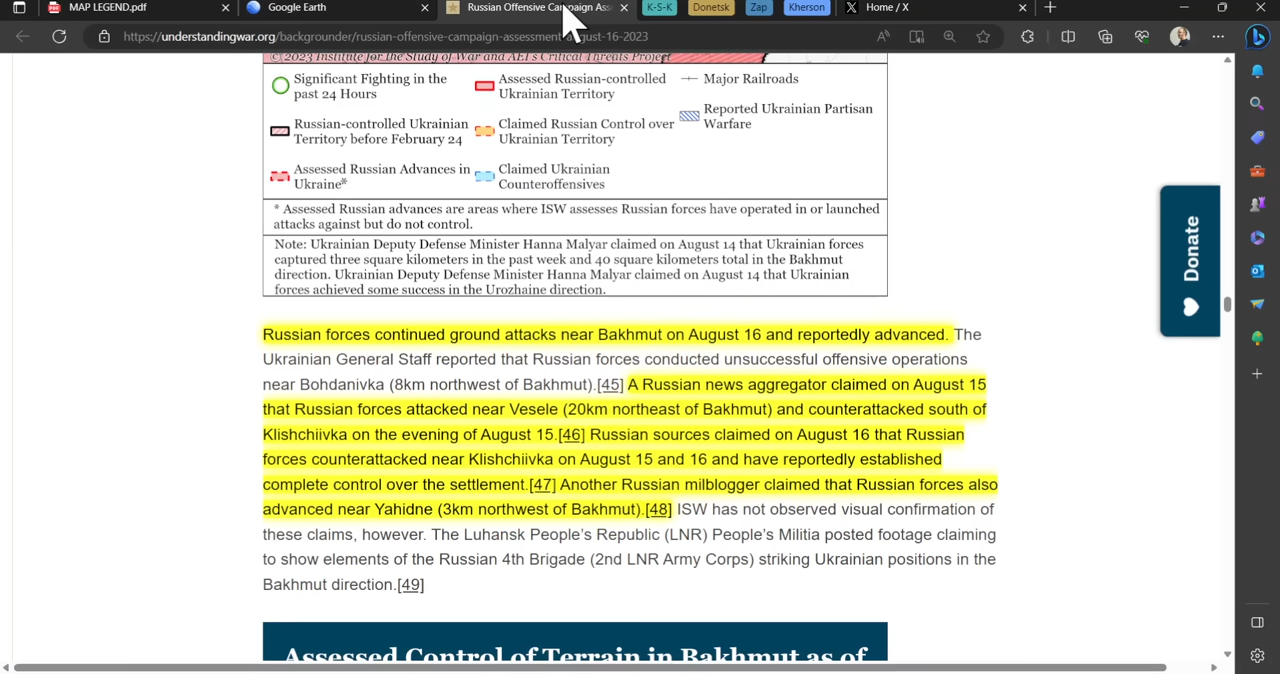 MAP LEGEND.pdf
Google Earth
Russian Offensive Campaign Ass
K-S-K
Donetsk
Zap
Kherson
Home / X
https://understandingwar.org/backgrounder/russian-offensive-campaign-assessment-august-16-2023
©2023 Institute for the Study of War and AEI's Critical Threats Project
Significant Fighting in the
past 24 Hours
Assessed Russian-controlled
Ukrainian Territory
Major Railroads
Russian-controlled Ukrainian
Territory before February 24
Claimed Russian Control over
Ukrainian Territory
Reported Ukrainian Partisan
Warfare
Assessed Russian Advances in
Ukraine*
Claimed Ukrainian
Counteroffensives
* Assessed Russian advances are areas where ISW assesses Russian forces have operated in or launched
attacks against but do not control.
Note: Ukrainian Deputy Defense Minister Hanna Malyar claimed on August 14 that Ukrainian forces
captured three square kilometers in the past week and 40 square kilometers total in the Bakhmut
direction. Ukrainian Deputy Defense Minister Hanna Malyar claimed on August 14 that Ukrainian
forces achieved some success in the Urozhaine direction.
Russian forces continued ground attacks near Bakhmut on August 16 and reportedly advanced. The
Ukrainian General Staff reported that Russian forces conducted unsuccessful offensive operations
near Bohdanivka (8km northwest of Bakhmut).[45] A Russian news aggregator claimed on August 15
that Russian forces attacked near Vesele (20km northeast of Bakhmut) and counterattacked south of
Klishchiivka on the evening of August 15.[46] Russian sources claimed on August 16 that Russian
forces counterattacked near Klishchiivka on August 15 and 16 and have reportedly established
complete control over the settlement.[47] Another Russian milblogger claimed that Russian forces also
advanced near Yahidne (3km northwest of Bakhmut).[48] ISW has not observed visual confirmation of
these claims, however. The Luhansk People's Republic (LNR) People's Militia posted footage claiming
to show elements of the Russian 4th Brigade (2nd LNR Army Corps) striking Ukrainian positions in the
Bakhmut direction.[49]
Assessed Control of Terrain in Bakhmut as of
Donate